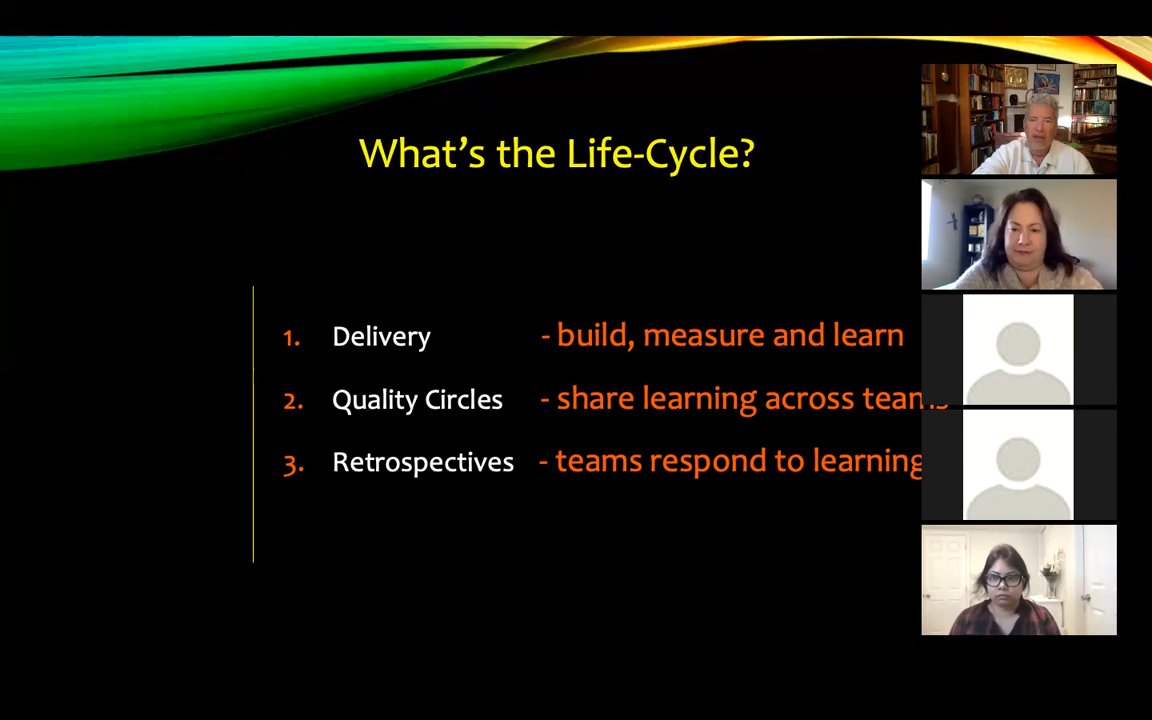 What's the Life-Cycle?
1. Delivery - build, measure and learn
2. Quality Circles - share learning across teams
3. Retrospectives - teams respond to learning